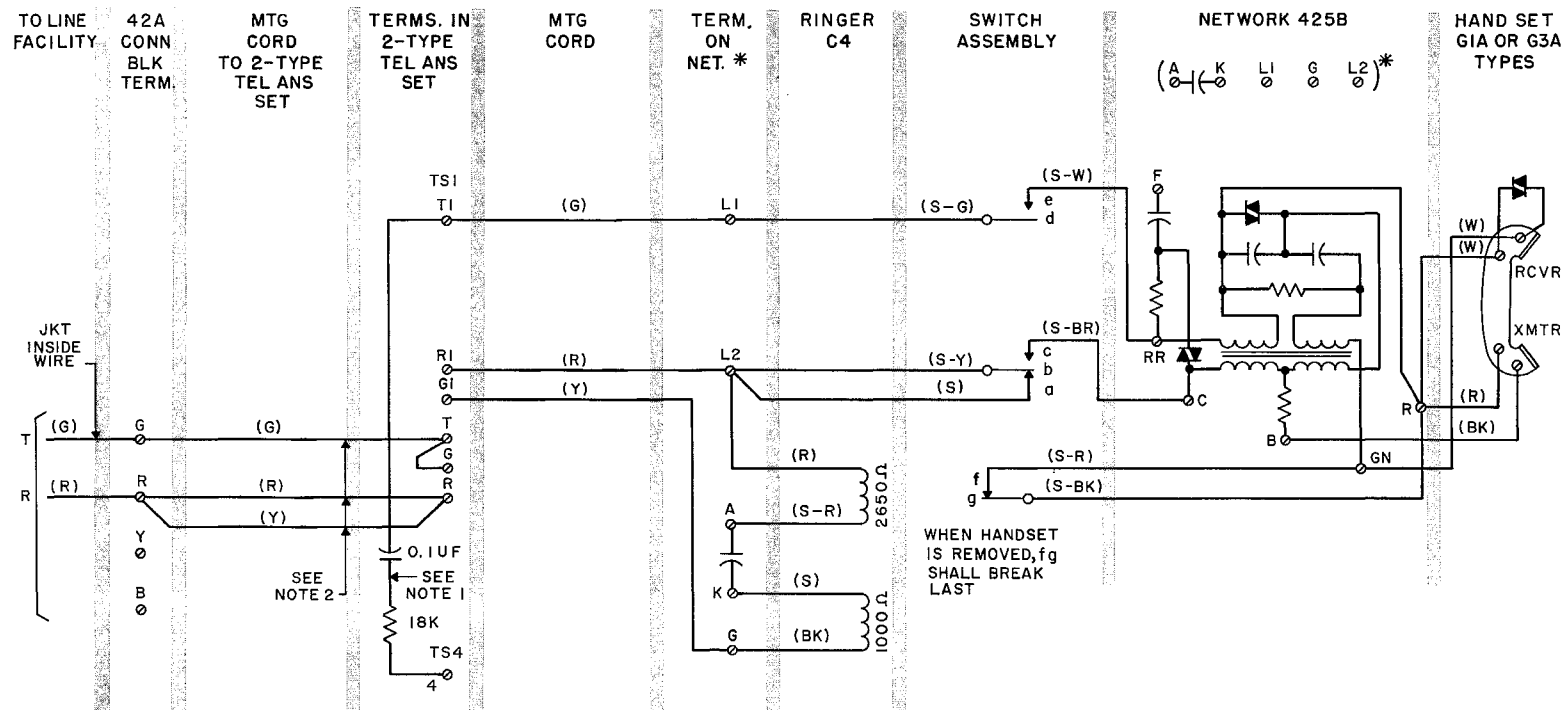 TO LINE
FACILITY
42A
CONN
BLK
TERM.
MTG
CORD
TO 2-TYPE
TEL ANS
SET
TERMS. IN
2-TYPE
TEL ANS
SET
MTG
CORD
TERM.
ON
NET. *
RINGER
C4
SWITCH
ASSEMBLY
NETWORK 425B
(A K L1 G L2)*
HAND SET
G1A OR G3A
TYPES
TS1
T1
(G)
L1
(S-G)
(S-W)
e
d
F
(W)
(W)
RCVR
XMTR
JKT
INSIDE
WIRE
R1
(R)
L2
(S-Y)
(S-BR)
c
b
a
RR
G1
(Y)
(S)
C
R
(R)
(BK)
B
T
(G)
G
(G)
T
G
R
(R)
R
(R)
R
(Y)
Y
B
(R)
2650Ω
A
(S-R)
f
(S-R)
GN
g
(S-BK)
WHEN HANDSET
IS REMOVED, fg
SHALL BREAK
LAST
SEE
NOTE 2
0.1UF
SEE
NOTE 1
18K
K
(S)
1000Ω
G
(BK)
TS4
4